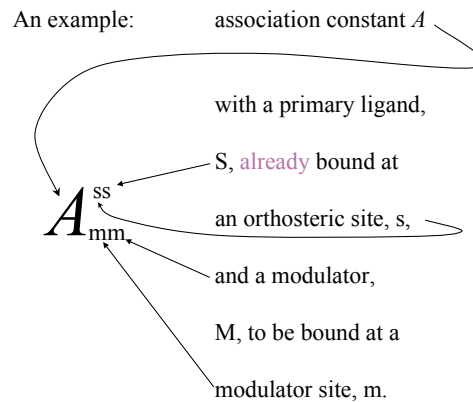 An example: association constant A
with a primary ligand,
S, already bound at
ss
A
mm
an orthosteric site, s,
and a modulator,
M, to be bound at a
modulator site, m.